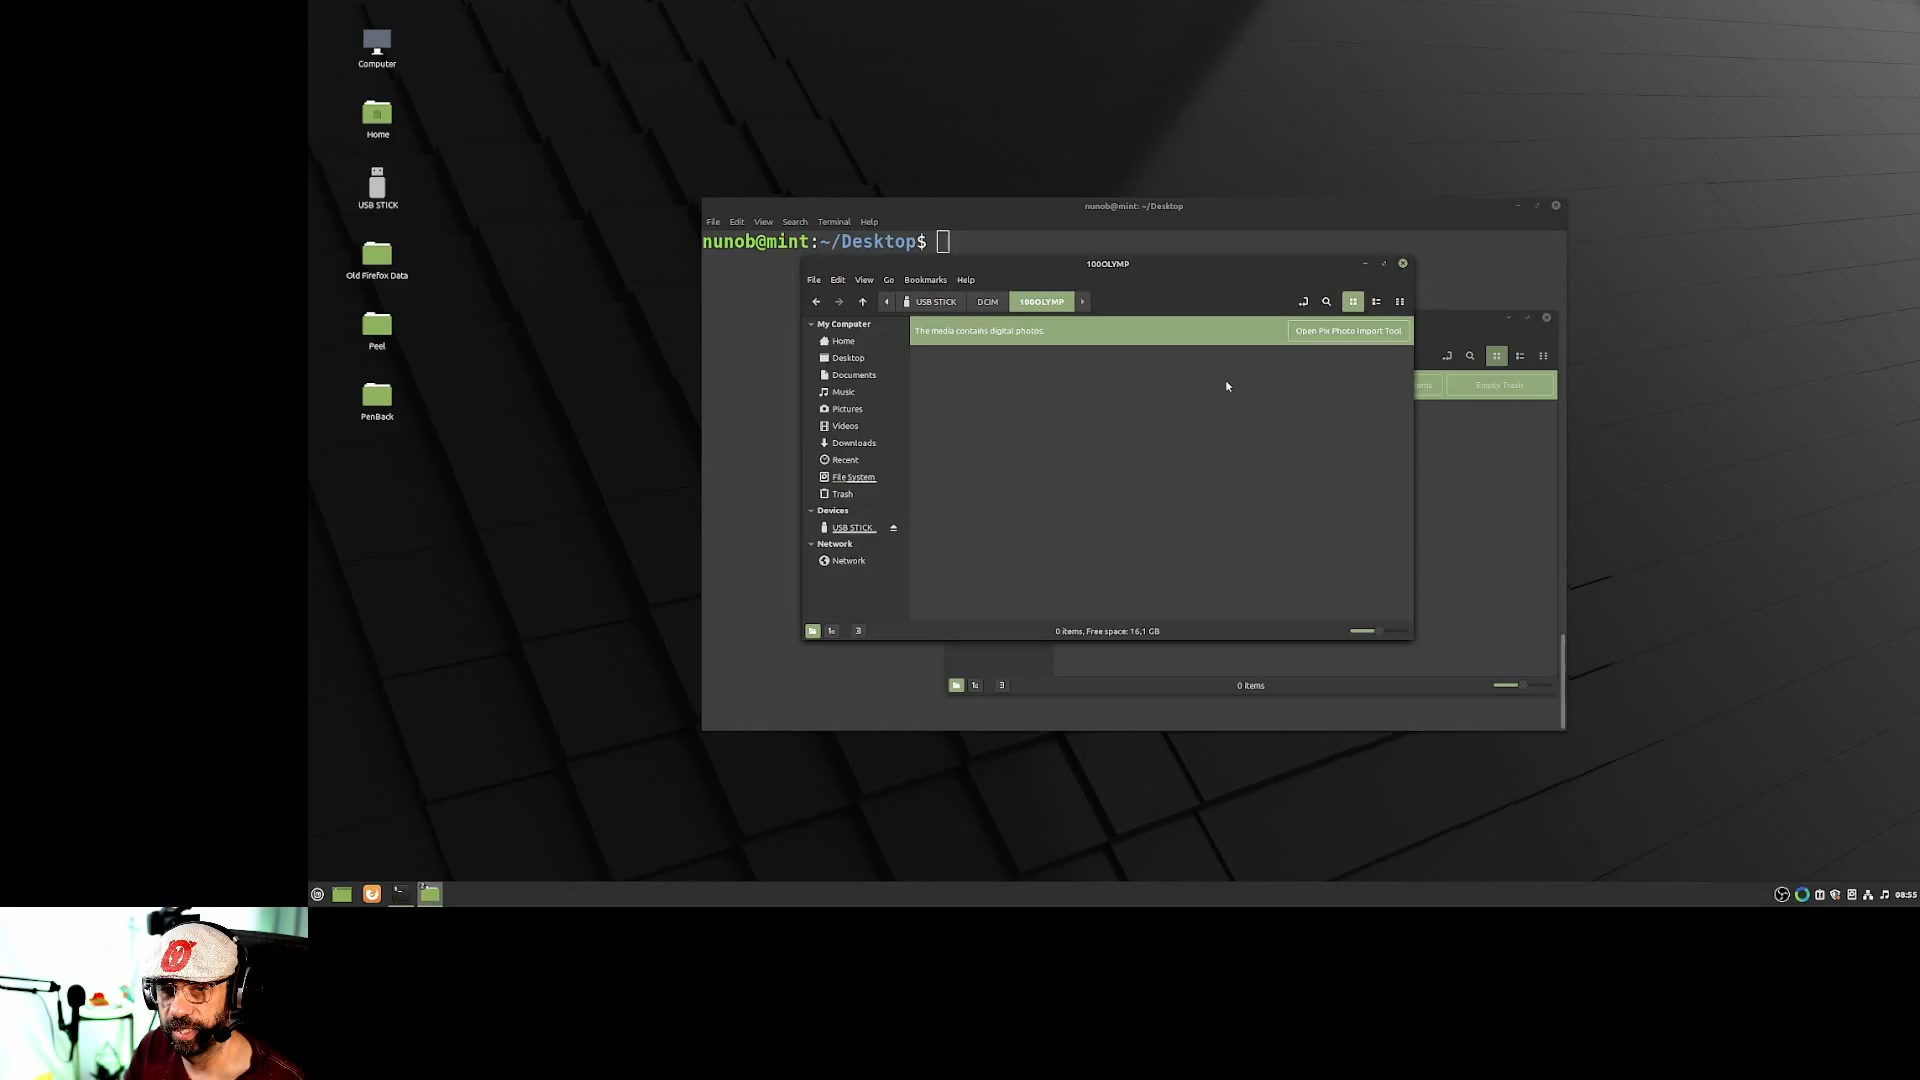 Computer
Home
USB STICK
Old Firefox Data
Peel
PenBack
nunob@mint: ~/Desktop
File Edit View Search Terminal Help
nunob@mint:~/Desktop$
100OLYMP
File Edit View Go Bookmarks Help
USB STICK DCIM 100OLYMP
My Computer
The media contains digital photos. Open Pix Photo Import Tool
Home
Desktop
Documents
Music
Pictures
Videos
Downloads
Recent
File System
Trash
Devices
USB STICK
Network
Network
0 items, Free space: 16,1 GB
Empty Trash
0 items
08:55